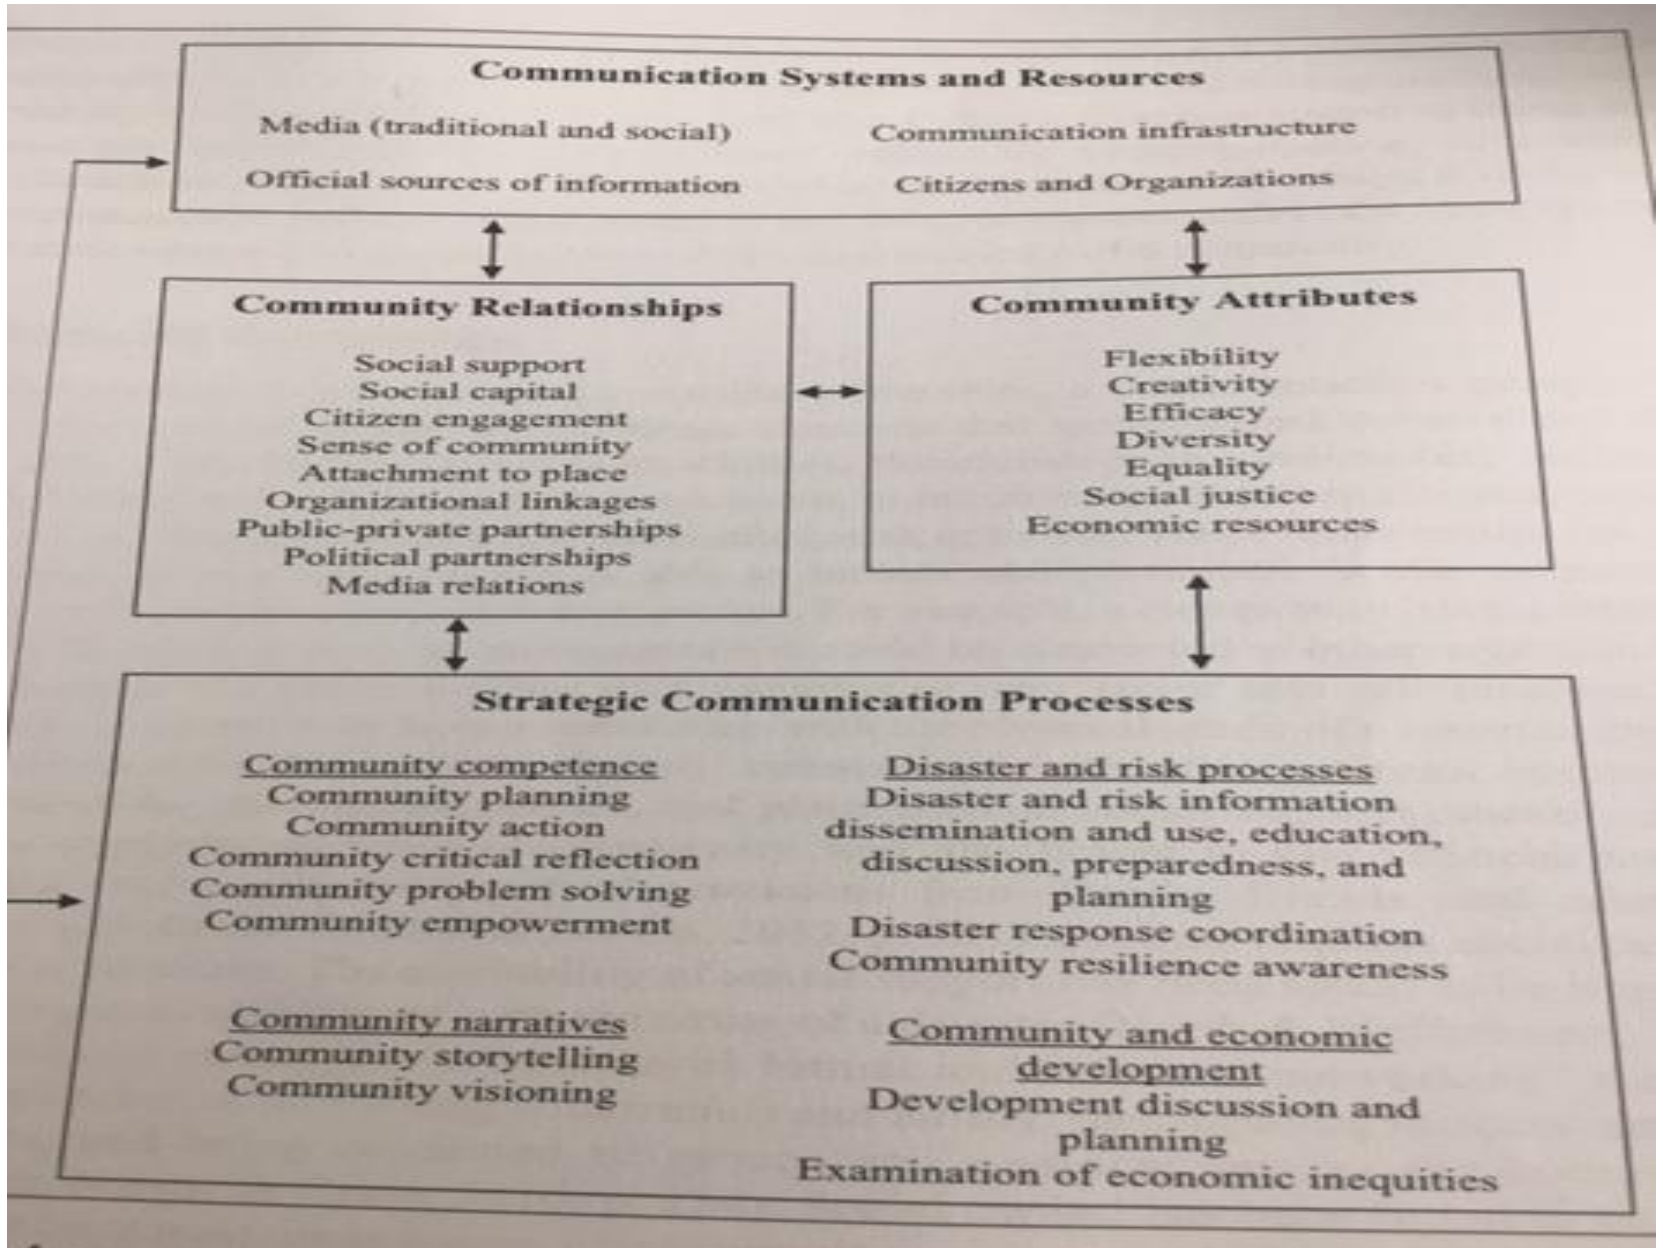 Communication Systems and Resources
Media (traditional and social)
Communication infrastructure
Official sources of information
Citizens and Organizations
Community Relationships
Social support
Social capital
Citizen engagement
Sense of community
Attachment to place
Organizational linkages
Public-private partnerships
Political partnerships
Media relations
Community Attributes
Flexibility
Creativity
Efficacy
Diversity
Equality
Social justice
Economic resources
Strategic Communication Processes
Community competence
Community planning
Community action
Community critical reflection
Community problem solving
Community empowerment
Disaster and risk processes
Disaster and risk information
dissemination and use, education,
discussion, preparedness, and
planning
Disaster response coordination
Community resilience awareness
Community narratives
Community storytelling
Community visioning
Community and economic
development
Development discussion and
planning
Examination of economic inequities